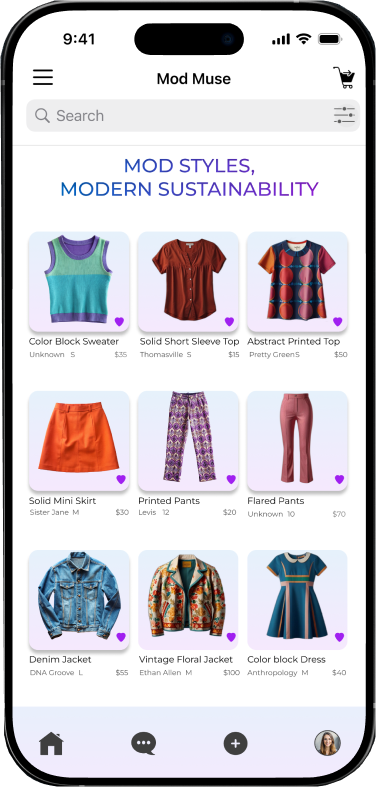 9:41
Mod Muse
Search
MOD STYLES,
MODERN SUSTAINABILITY
Color Block Sweater
Unknown S $35
Solid Short Sleeve Top
Thomasville S $15
Abstract Printed Top
Pretty GreenS $50
Solid Mini Skirt
Sister Jane M $30
Printed Pants
Levis 12 $20
Flared Pants
Unknown 10 $70
Denim Jacket
DNA Groove L $55
Vintage Floral Jacket
Ethan Allen M $100
Color block Dress
Anthropology M $40